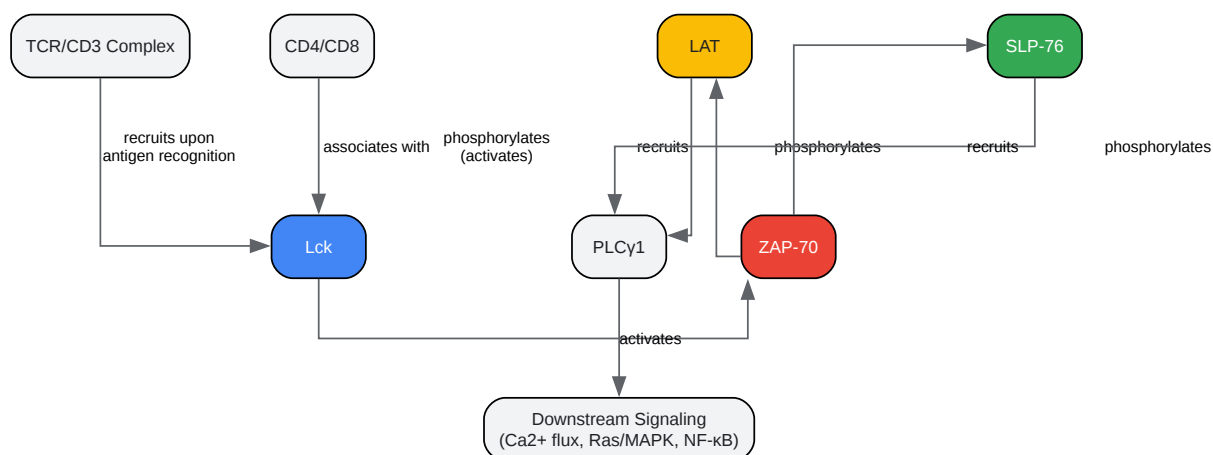 TCR/CD3 Complex
CD4/CD8
LAT
SLP-76
recruits upon
antigen recognition
associates with
phosphorylates
(activates)
recruits
phosphorylates
recruits
phosphorylates
Lck
PLCγ1
ZAP-70
activates
Downstream Signaling
(Ca2+ flux, Ras/MAPK, NF-κB)